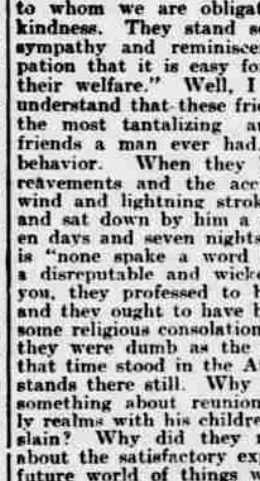 to whom we are obligat
kindness. They stand s
sympathy and reminisce
pation that it is easy fo
their welfare." Well, I
understand that these frie
the most tantalizing a
friends a man ever had.
behavior. When they
reavements and the acc
wind and lightning strok
and sat down by him a
en days and seven nights
is "none spake a word
a disreputable and wicke
you, they professed to h
and they ought to have b
some religious consolation
they were dumb as the
that time stood in the A
stands there still. Why
something about reunion
ly realms with his childre
slain? Why did they n
about the satisfactory ex
future world of things w